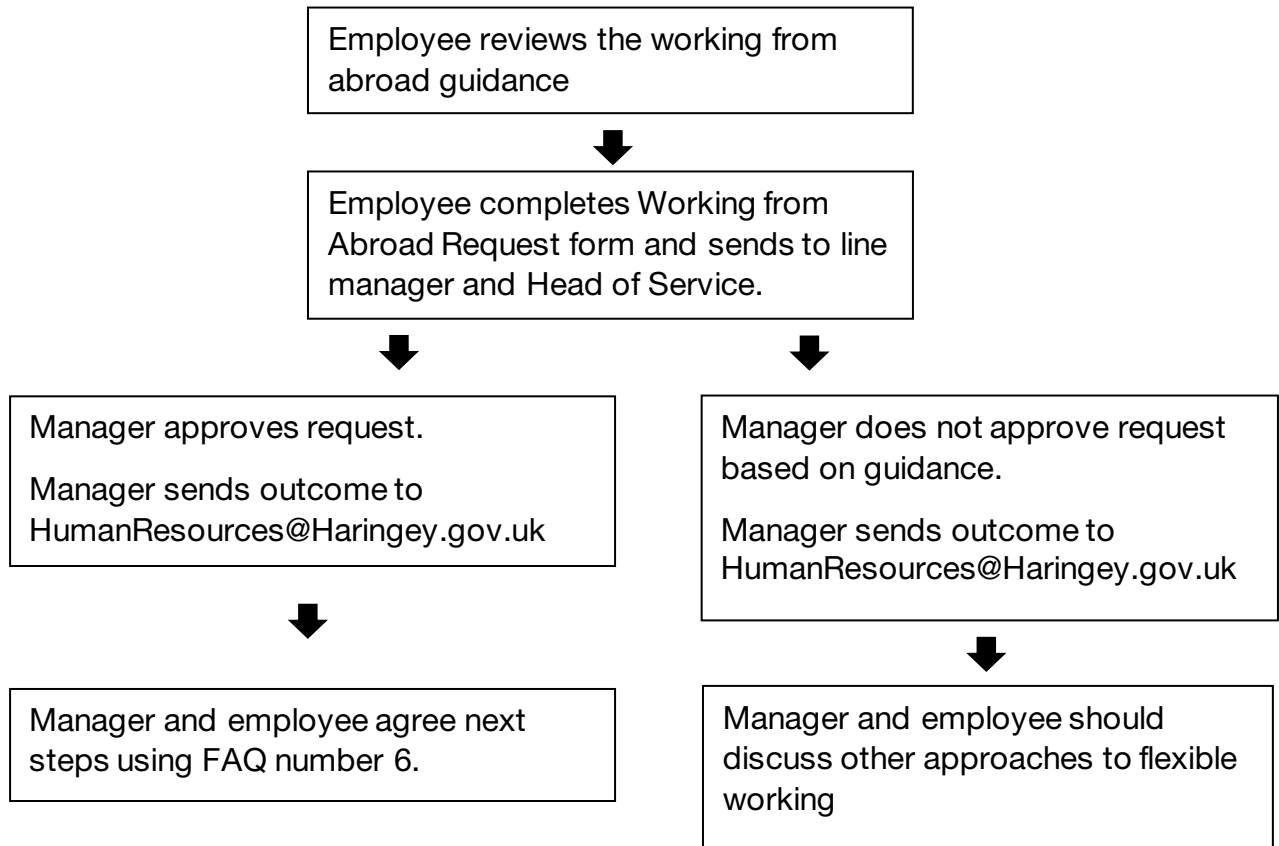 Employee reviews the working from
abroad guidance
Employee completes Working from
Abroad Request form and sends to line
manager and Head of Service.
Manager approves request.
Manager sends outcome to
HumanResources@Haringey.gov.uk
Manager does not approve request
based on guidance.
Manager sends outcome to
HumanResources@Haringey.gov.uk
Manager and employee agree next
steps using FAQ number 6.
Manager and employee should
discuss other approaches to flexible
working